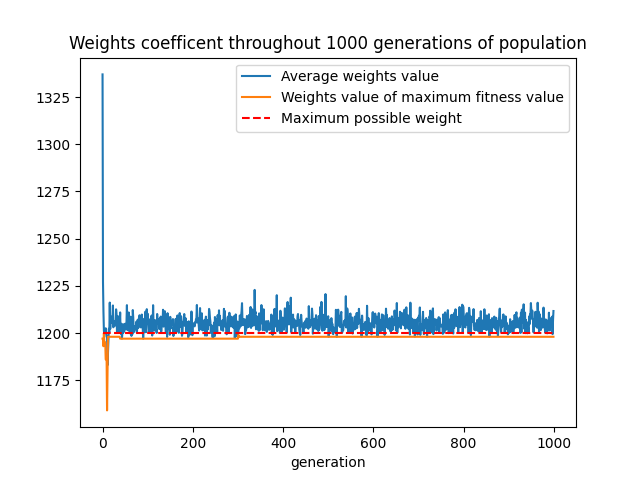 Weights coefficent throughout 1000 generations of population
Average weights value
Weights value of maximum fitness value
Maximum possible weight
1325
1300
1275
1250
1225
1200
1175
0 200 400 600 800 1000
generation